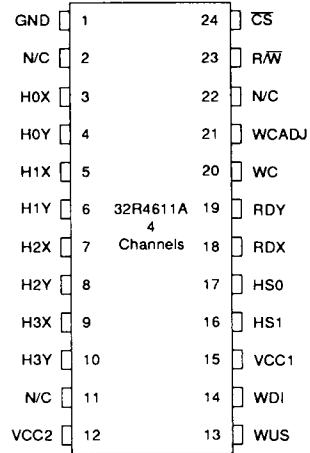 GND 1 24 C̅S̅
N/C 2 23 R/W̅
H0X 3 22 N/C
H0Y 4 21 WCADJ
H1X 5 20 WC
H1Y 6 32R4611A 19 RDY
4
H2X 7 Channels 18 RDX
H2Y 8 17 HS0
H3X 9 16 HS1
H3Y 10 15 VCC1
N/C 11 14 WDI
VCC2 12 13 WUS